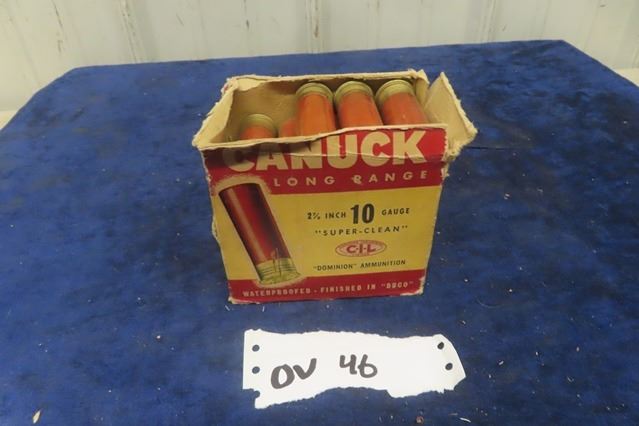 CANUCK
LONG RANGE
2⅞ INCH 10 GAUGE
"SUPER-CLEAN"
C-I-L
"DOMINION" AMMUNITION
WATERPROOFED - FINISHED IN "DUCO"
OV 46